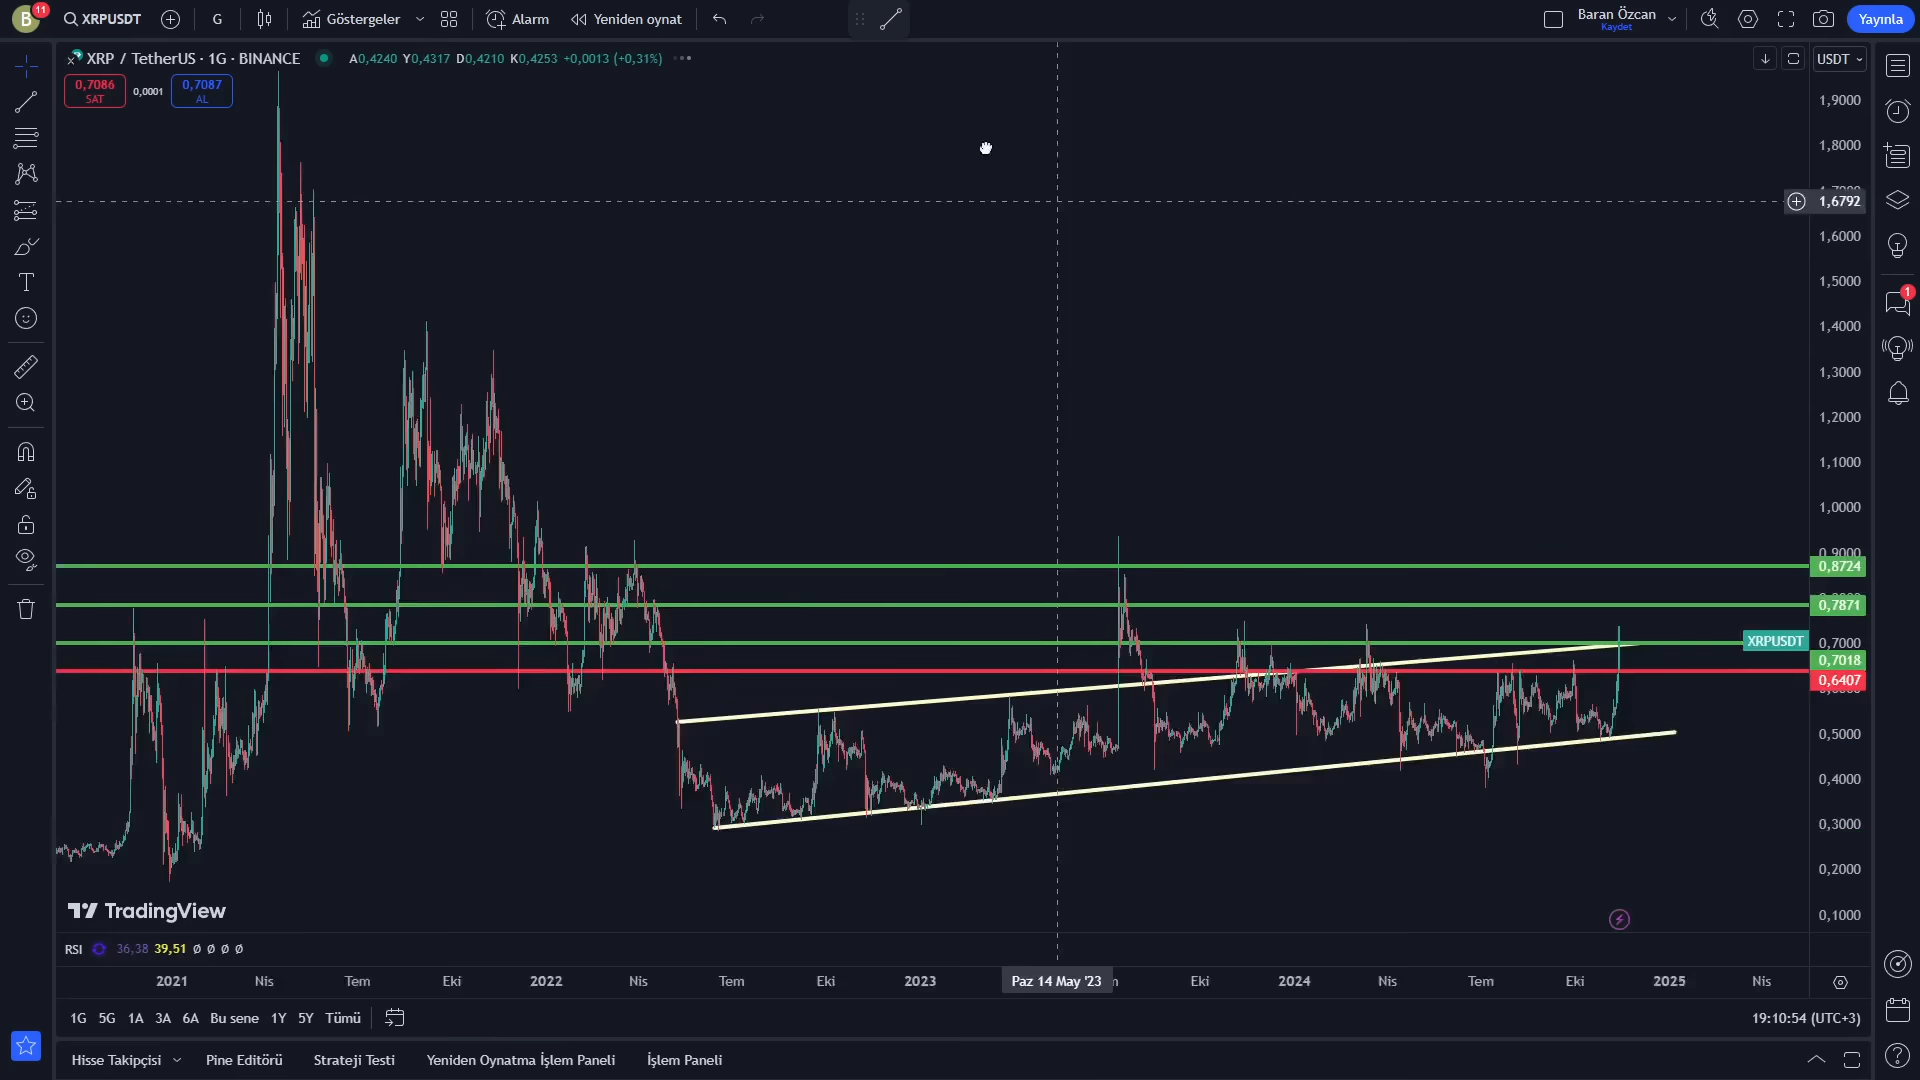 B 11 XRPUSDT G Göstergeler Alarm Yeniden oynat Baran Özcan Yayınla
Kaydet
XRP / TetherUS · 1G · BINANCE A0,4240 Y0,4317 D0,4210 K0,4253 +0,0013 (+0,31%)
USDT
0,7086
SAT
0,0001
0,7087
AL
1,9000
1,8000
1,6792
1,6000
1,5000
1,4000
1,3000
1,2000
1,1000
1,0000
0,9000
0,8724
0,7871
0,7000
XRPUSDT
0,7018
0,6407
0,5000
0,4000
0,3000
0,2000
0,1000
1
TradingView
RSI 36,38 39,51 Ø Ø Ø Ø
2021 Nis Tem Eki 2022 Nis Tem Eki 2023 Paz 14 May '23 Eki 2024 Nis Tem Eki 2025 Nis
1G 5G 1A 3A 6A Bu sene 1Y 5Y Tümü 19:10:54 (UTC+3)
Hisse Takipçisi Pine Editörü Strateji Testi Yeniden Oynatma İşlem Paneli İşlem Paneli